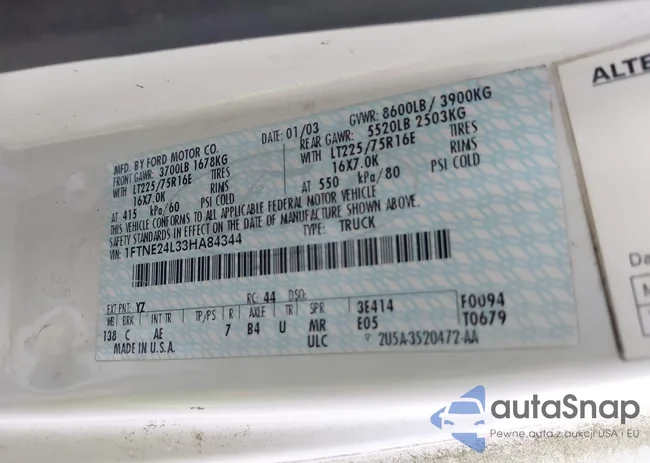 MFD. BY FORD MOTOR CO.
DATE: 01/03
GVWR: 8600LB / 3900KG
FRONT GAWR: 3700LB 1678KG
REAR GAWR: 5520LB 2503KG
WITH LT225/75R16E TIRES
WITH LT225/75R16E TIRES
16X7.0K RIMS
16X7.0K RIMS
AT 415 kPa/60 PSI COLD
AT 550 kPa/80 PSI COLD
THIS VEHICLE CONFORMS TO ALL APPLICABLE FEDERAL MOTOR VEHICLE
SAFETY STANDARDS IN EFFECT ON THE DATE OF MANUFACTURE SHOWN ABOVE.
VIN: 1FTNE24L33HA84344
TYPE: TRUCK
EXT PNT: YZ RC: 44 DSO:
WB BRK INT TR TP/PS R AXLE TR SPR 3E414 F0094
138 C AE 7 B4 U MR E05 T0679
MADE IN U.S.A. ULC 2U5A-3520472-AA
ALTE
Da
autaSnap
Pewne auta z aukcji USA i EU